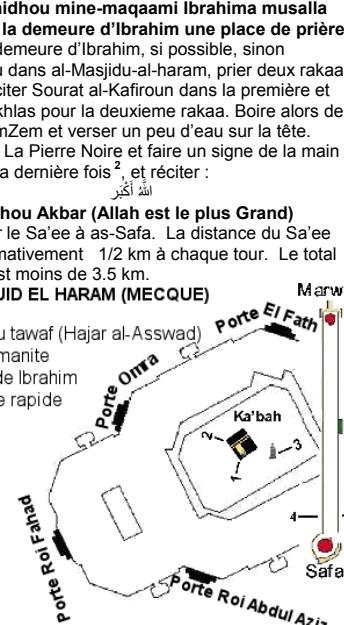 idhou mine-maqaami Ibrahima musalla
la demeure d'Ibrahim une place de prière
demeure d'Ibrahim, si possible, sinon
u dans al-Masjidu-al-haram, prier deux rakaa
citer Sourat al-Kafiroun dans la première et
khlas pour la deuxieme rakaa. Boire alors de
mZem et verser un peu d'eau sur la tête.
La Pierre Noire et faire un signe de la main
a dernière fois 2, et réciter :
اللهُ أَكْبَر
hou Akbar (Allah est le plus Grand)
r le Sa'ee à as-Safa. La distance du Sa'ee
mativement 1/2 km à chaque tour. Le total
st moins de 3.5 km.
UID EL HARAM (MECQUE)
Marw
u tawaf (Hajar al-Asswad)
manite
de Ibrahim
e rapide
Porte El Fath
Porte Omra
Ka'bah
2
3
1
4
Safa
Porte Roi Fahad
Porte Roi Abdul Aziz